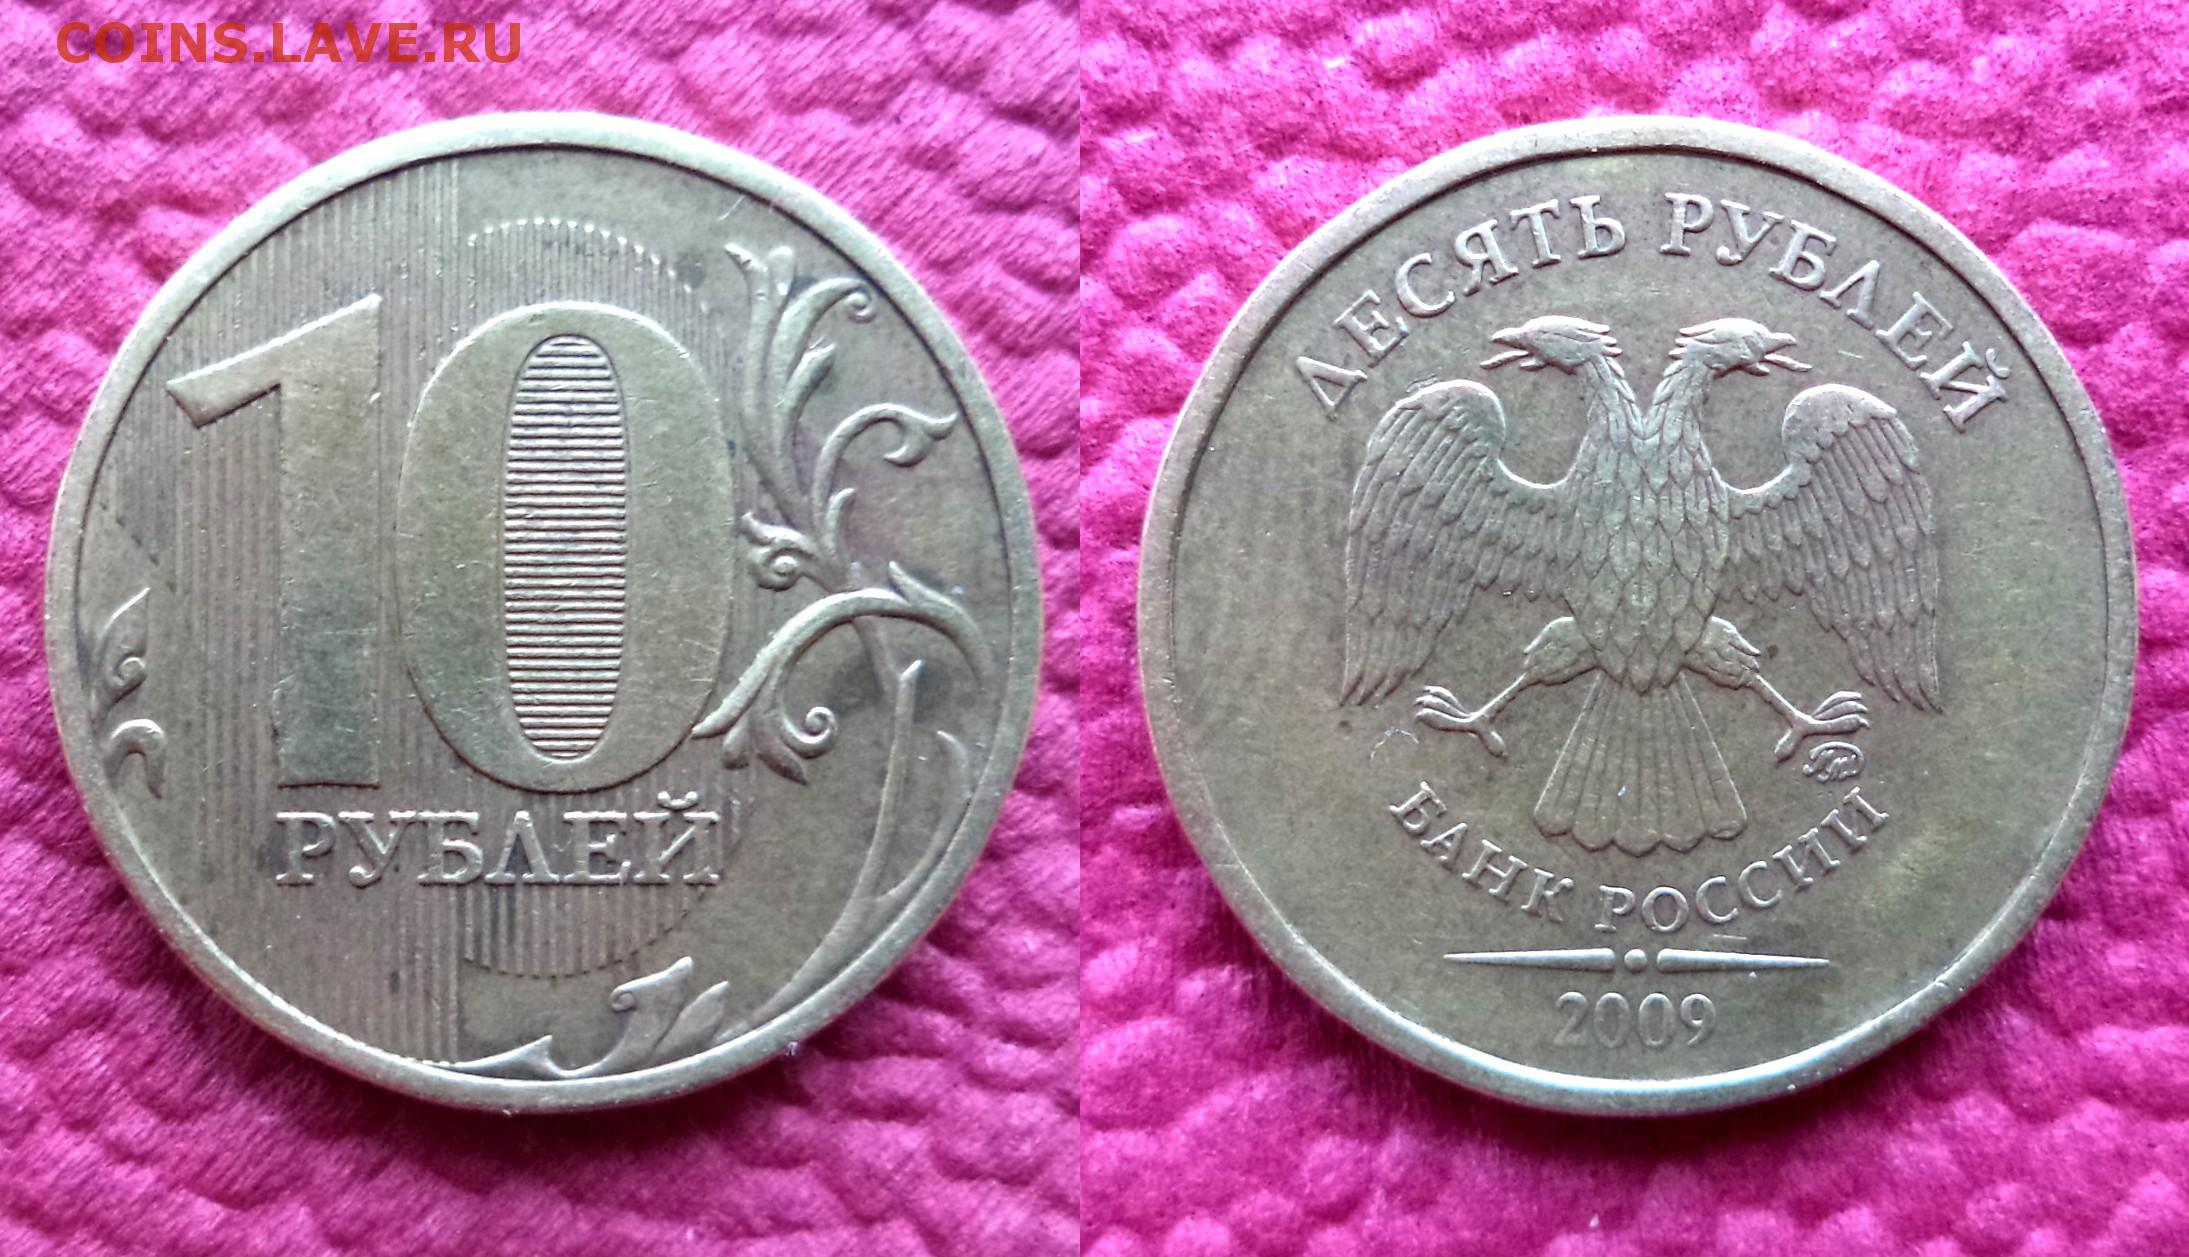 COINS.LAVE.RU
10
РУБЛЕЙ
ДЕСЯТЬ РУБЛЕЙ
ММД
БАНК РОССИИ
2009